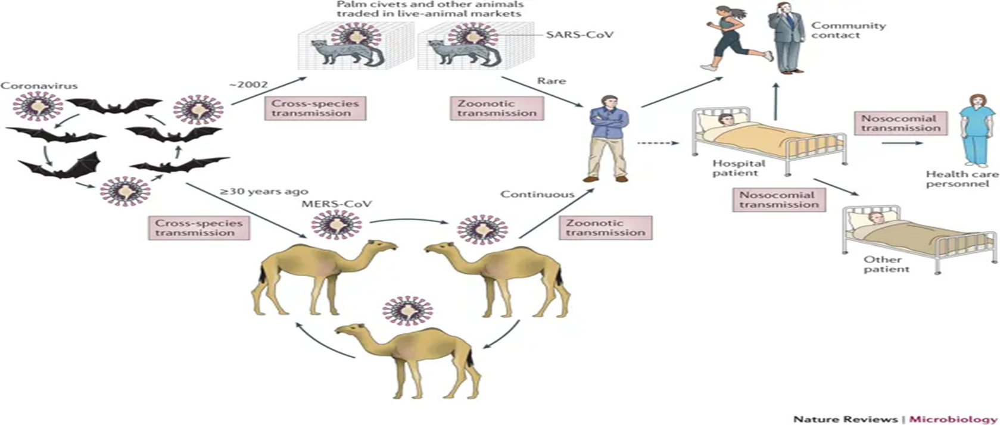 Palm civets and other animals
traded in live-animal markets
SARS-CoV
Community
contact
Coronavirus
~2002
Rare
Cross-species
transmission
Zoonotic
transmission
Nosocomial
transmission
Hospital
patient
Health care
personnel
≥30 years ago
MERS-CoV
Continuous
Nosocomial
transmission
Cross-species
transmission
Zoonotic
transmission
Other
patient
Nature Reviews | Microbiology